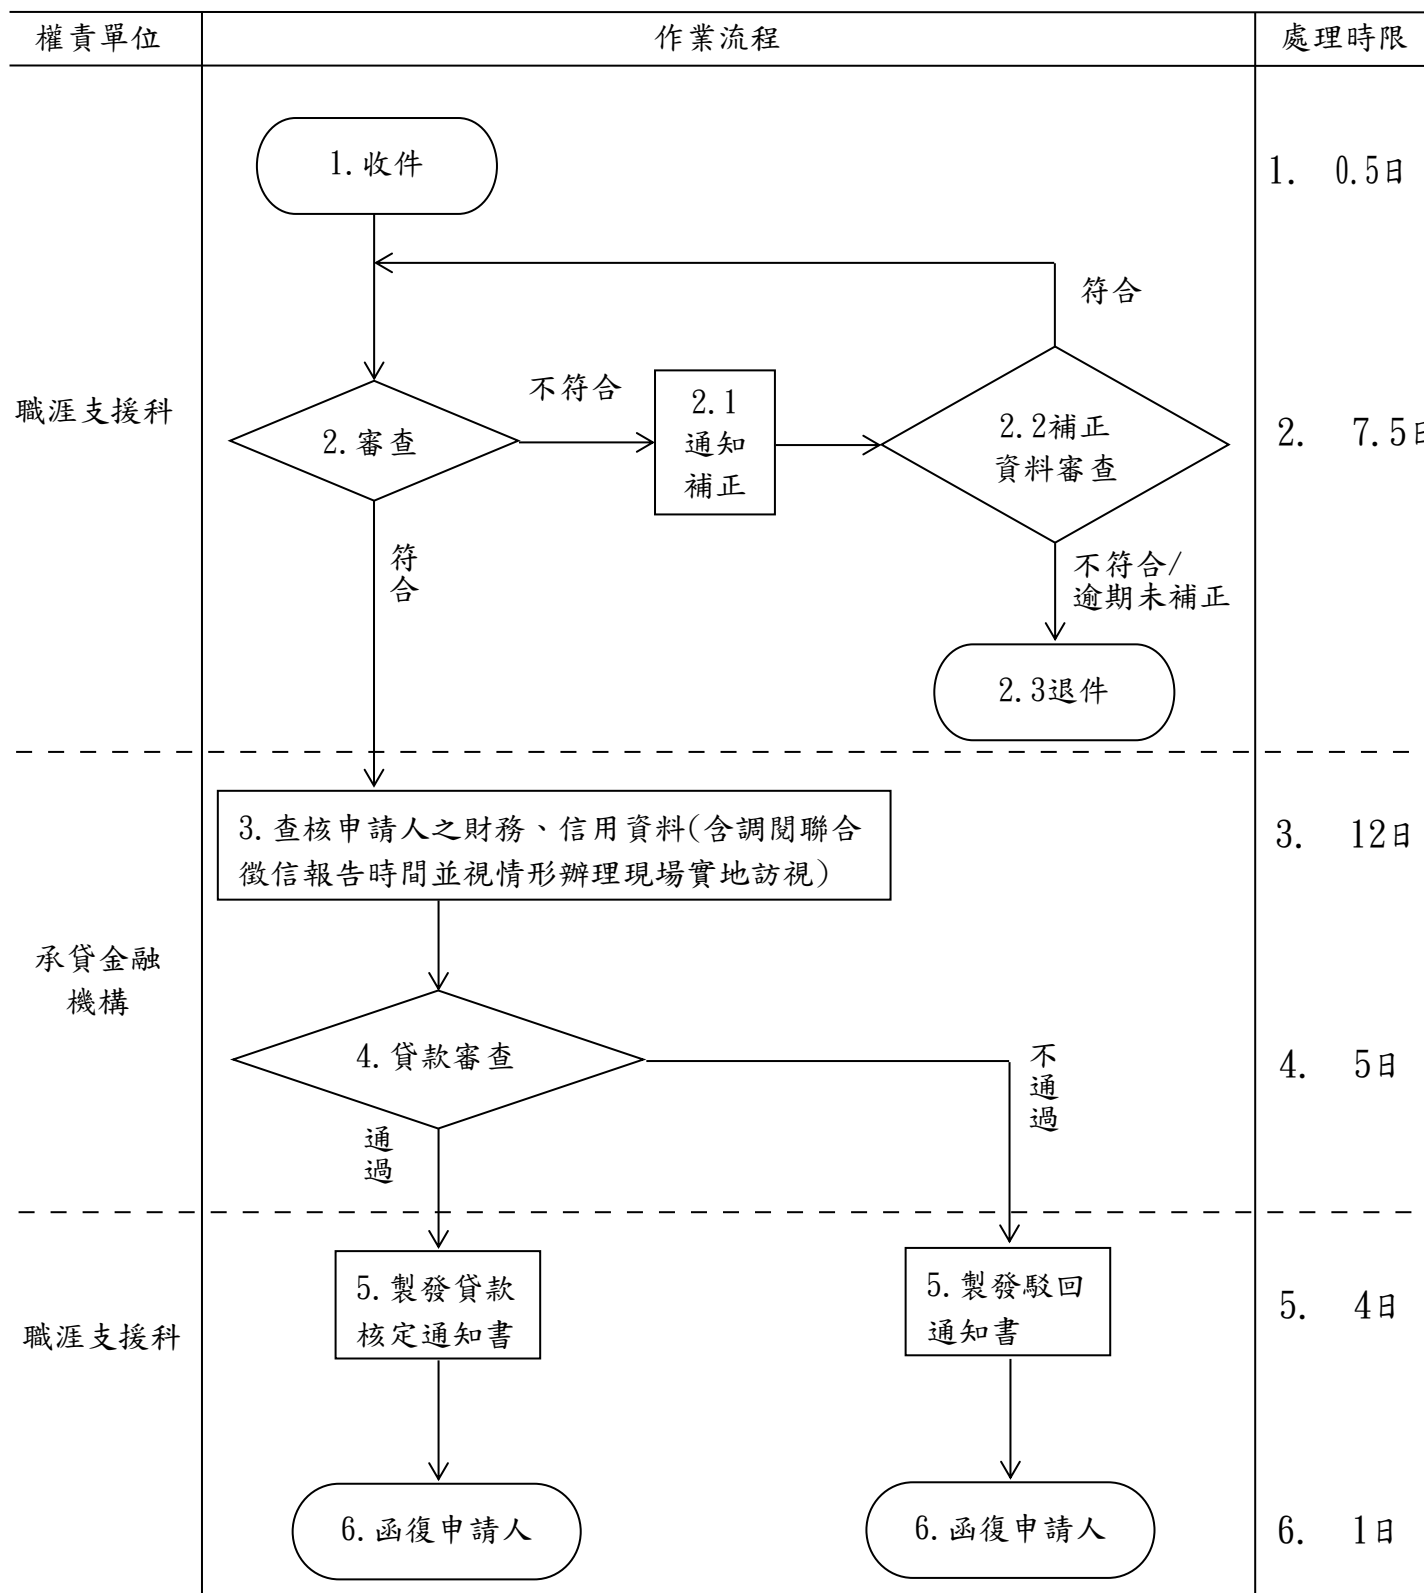 權責單位
作業流程
處理時限
1.收件
1. 0.5日
符合
職涯支援科
2.審查
不符合
2.1
通知
補正
2.2補正
資料審查
2. 7.5日
符
合
不符合/
逾期未補正
2.3退件
3.查核申請人之財務、信用資料(含調閱聯合
徵信報告時間並視情形辦理現場實地訪視)
3. 12日
承貸金融
機構
4.貸款審查
不
通
過
4. 5日
通
過
職涯支援科
5.製發貸款
核定通知書
5.製發駁回
通知書
5. 4日
6.函復申請人
6.函復申請人
6. 1日